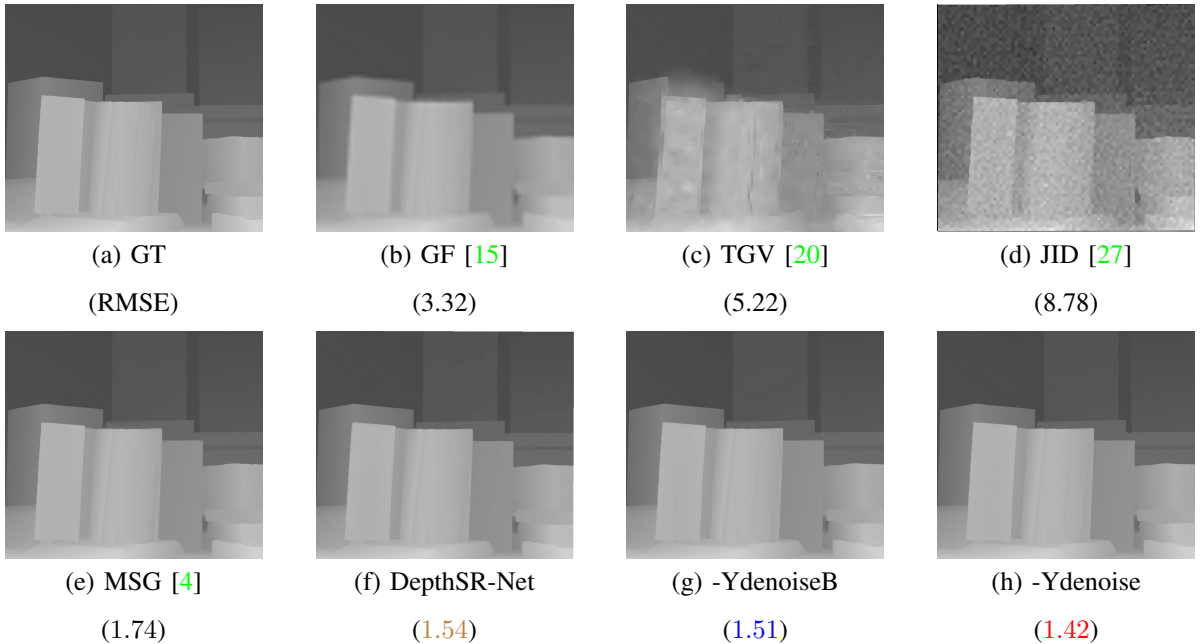 (a) GT
(b) GF [15]
(c) TGV [20]
(d) JID [27]
(RMSE)
(3.32)
(5.22)
(8.78)
(e) MSG [4]
(f) DepthSR-Net
(g) -YdenoiseB
(h) -Ydenoise
(1.74)
(1.54)
(1.51)
(1.42)